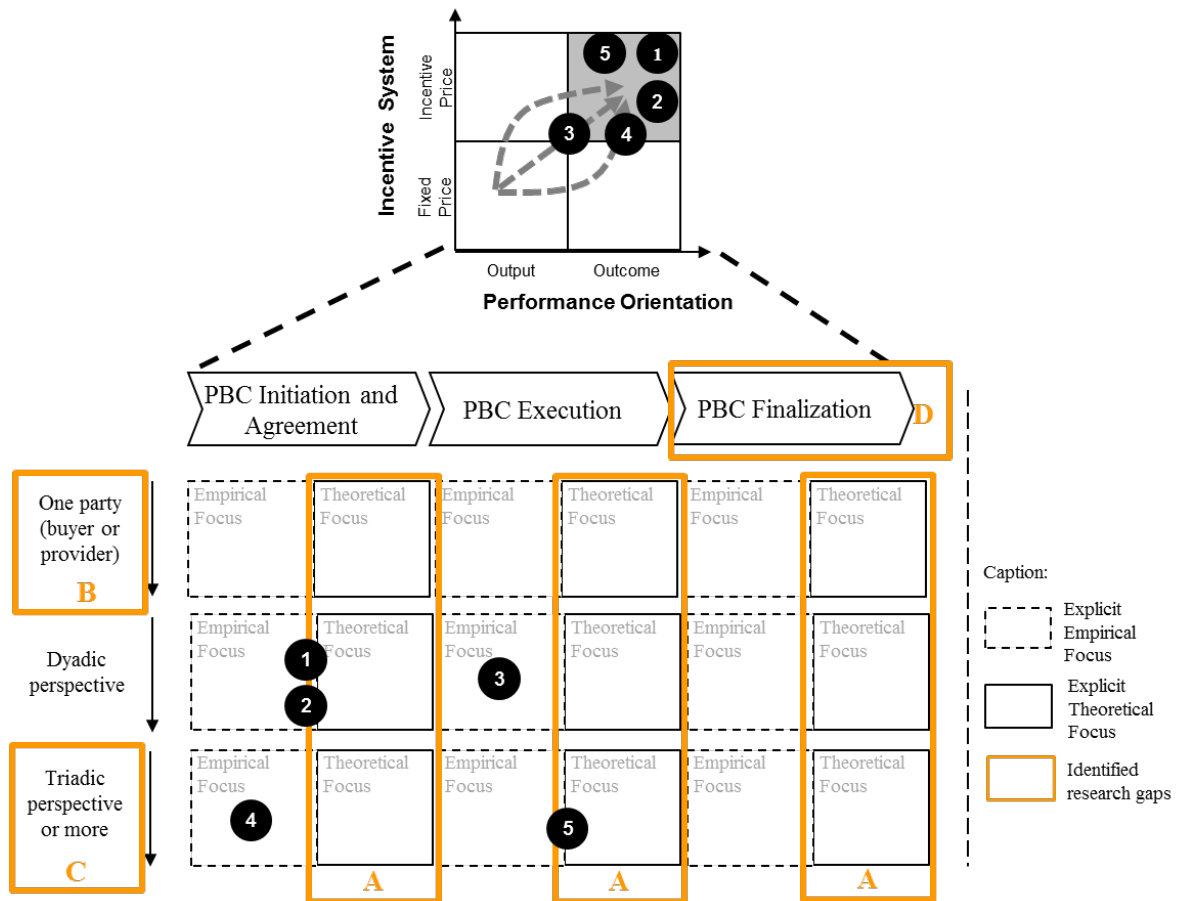 Incentive System
Incentive
Price
Fixed
Price
5
1
2
3
4
Output
Outcome
Performance Orientation
PBC Initiation and
Agreement
PBC Execution
PBC Finalization
D
One party
(buyer or
provider)
B
Empirical
Focus
Theoretical
Focus
Empirical
Focus
Theoretical
Focus
Empirical
Focus
Theoretical
Focus
Dyadic
perspective
Empirical
Focus
Theoretical
Focus
Empirical
Focus
Theoretical
Focus
Empirical
Focus
Theoretical
Focus
1
2
3
Triadic
perspective
or more
C
Empirical
Focus
Theoretical
Focus
Empirical
Focus
Theoretical
Focus
Empirical
Focus
Theoretical
Focus
4
5
A
A
A
Caption:
Explicit
Empirical
Focus
Explicit
Theoretical
Focus
Identified
research gaps